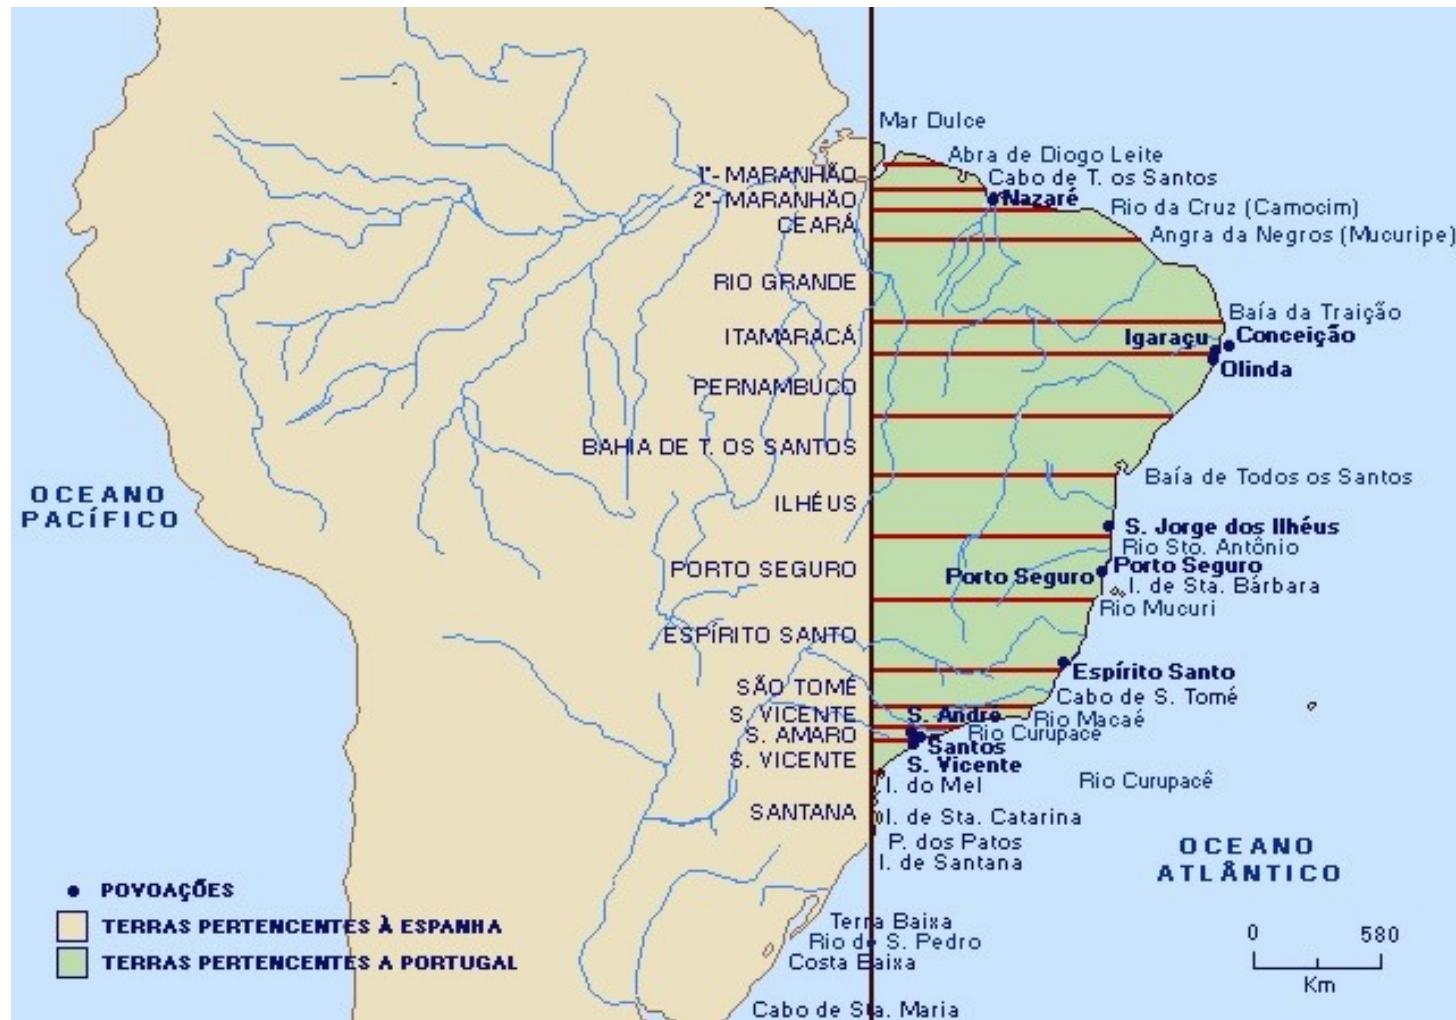 Mar Dulce
Abra de Diogo Leite
1ª- MARANHÃO
Cabo de T. os Santos
2ª- MARANHÃO
Nazaré
Rio da Cruz (Camocim)
CEARÁ
Angra da Negros (Mucuripe)
RIO GRANDE
Baía da Traição
ITAMARACÁ
Igaraçu
Conceição
Olinda
PERNAMBUCO
BAHIA DE T. OS SANTOS
Baía de Todos os Santos
OCEANO
PACÍFICO
ILHÉUS
S. Jorge dos Ilhéus
Rio Sto. Antônio
PORTO SEGURO
Porto Seguro
Porto Seguro
I. de Sta. Bárbara
Rio Mucuri
ESPÍRITO SANTO
Espírito Santo
SÃO TOMÉ
Cabo de S. Tomé
S. VICENTE
S. André
Rio Macaé
S. AMARO
Rio Curupacê
Santos
S. VICENTE
S. Vicente
I. do Mel
Rio Curupacê
SANTANA
I. de Sta. Catarina
P. dos Patos
I. de Santana
OCEANO
ATLÂNTICO
POVOAÇÕES
TERRAS PERTENCENTES À ESPANHA
TERRAS PERTENCENTES A PORTUGAL
Terra Baixa
Rio de S. Pedro
Costa Baixa
Cabo de Sta. Maria
0 580
Km